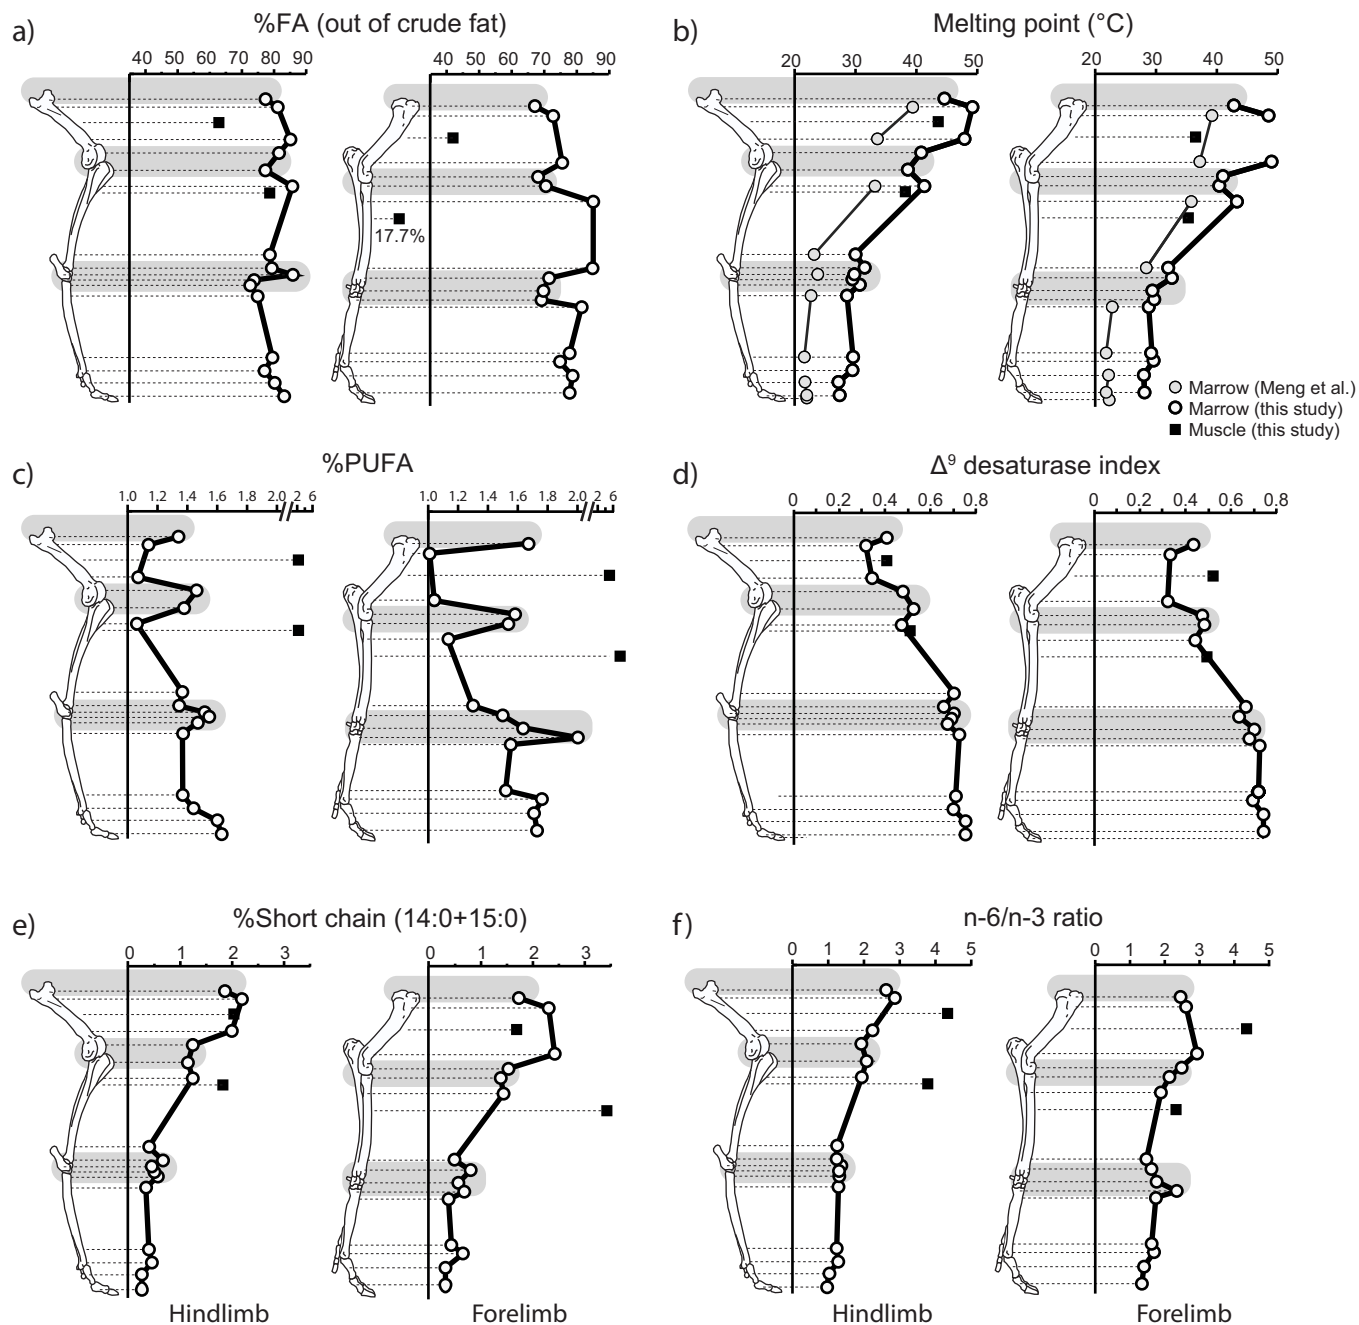 a)
%FA (out of crude fat)
40 50 60 70 80 90
40 50 60 70 80 90
17.7%
b)
Melting point (°C)
20 30 40 50
20 30 40 50
Marrow (Meng et al.)
Marrow (this study)
Muscle (this study)
c)
%PUFA
1.0 1.2 1.4 1.6 1.8 2.0 2 6
1.0 1.2 1.4 1.6 1.8 2.0 2 6
d)
Δ⁹ desaturase index
0 0.2 0.4 0.6 0.8
0 0.4 0.6 0.8
e)
%Short chain (14:0+15:0)
0 1 2 3
0 1 2 3
Hindlimb
Forelimb
f)
n-6/n-3 ratio
0 1 2 3 4 5
0 1 2 3 4 5
Hindlimb
Forelimb